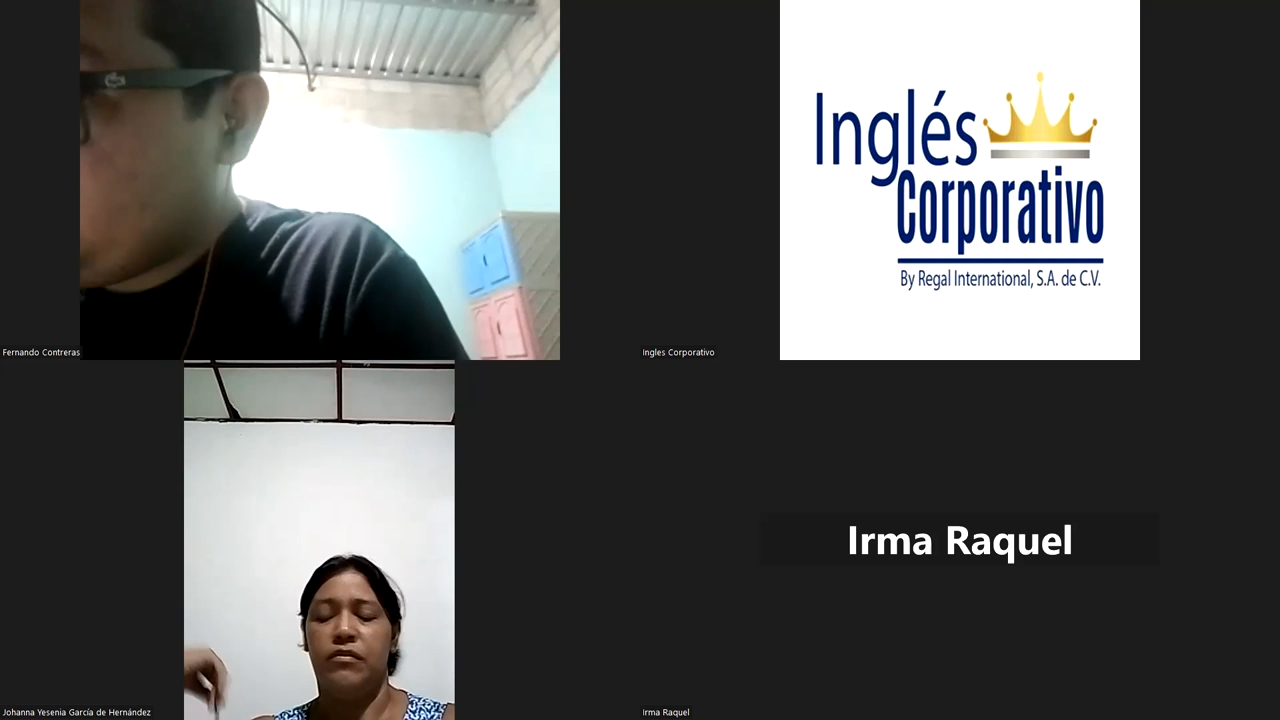 Inglés
Corporativo
By Regal International, S.A. de C.V.
Fernando Contreras
Ingles Corporativo
Irma Raquel
Johanna Yesenia García de Hernández
Irma Raquel